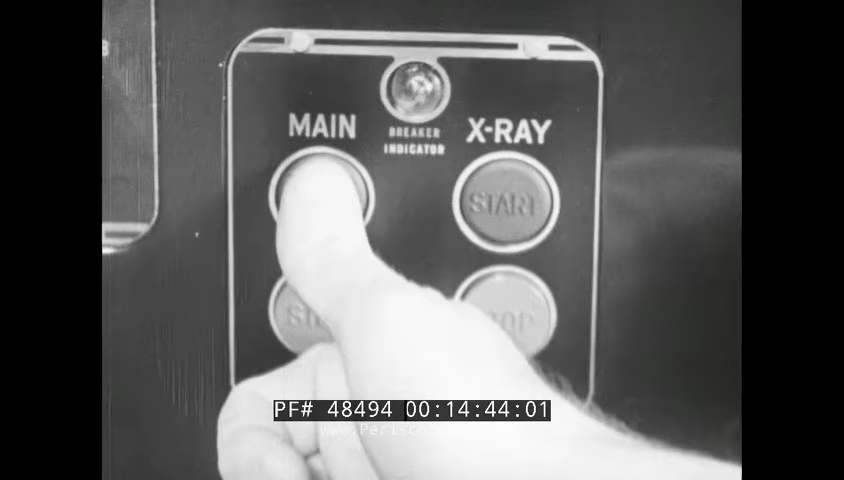 MAIN
BREAKER
INDICATOR
X-RAY
START
PF# 48494 00:14:44:01